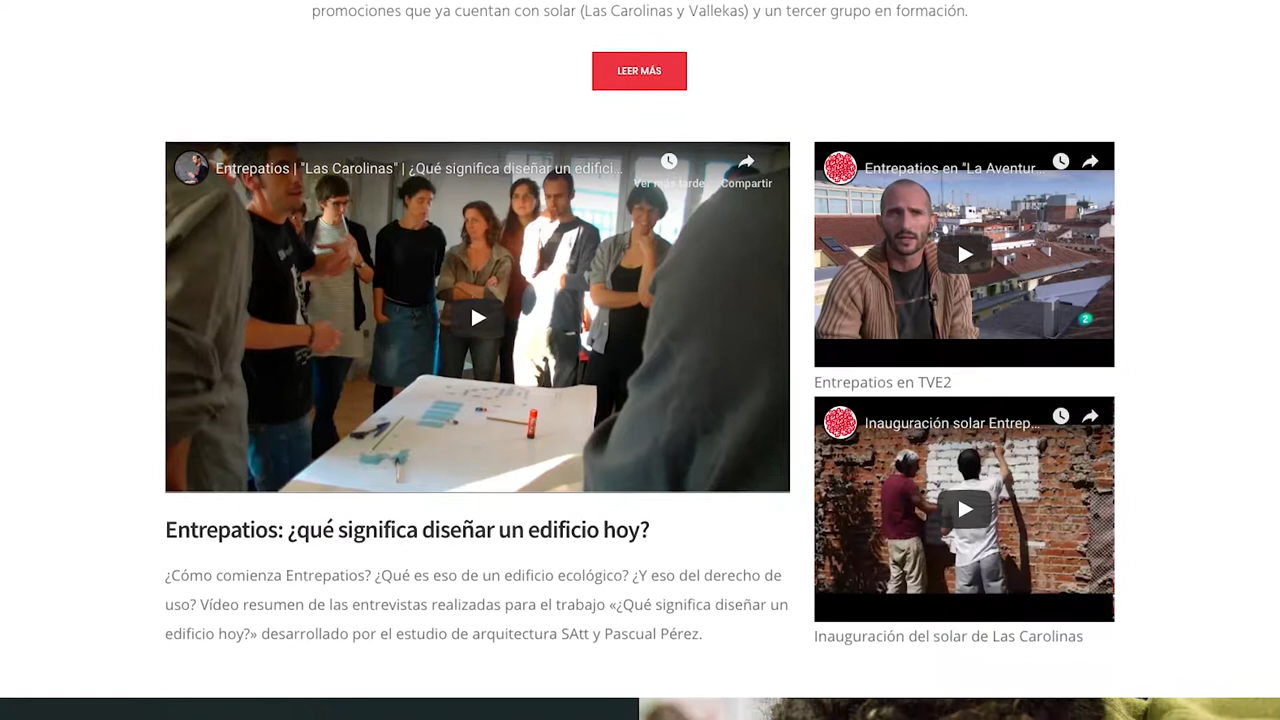 promociones que ya cuentan con solar (Las Carolinas y Vallekas) y un tercer grupo en formación.
LEER MÁS
Entrepatios | "Las Carolinas" | ¿Qué significa diseñar un edifici...
Ver más tarde
Compartir
Entrepatios: ¿qué significa diseñar un edificio hoy?
¿Cómo comienza Entrepatios? ¿Qué es eso de un edificio ecológico? ¿Y eso del derecho de
uso? Vídeo resumen de las entrevistas realizadas para el trabajo «¿Qué significa diseñar un
edificio hoy?» desarrollado por el estudio de arquitectura SAtt y Pascual Pérez.
Entrepatios en "La Aventur...
2
Entrepatios en TVE2
Inauguración solar Entrep...
Inauguración del solar de Las Carolinas